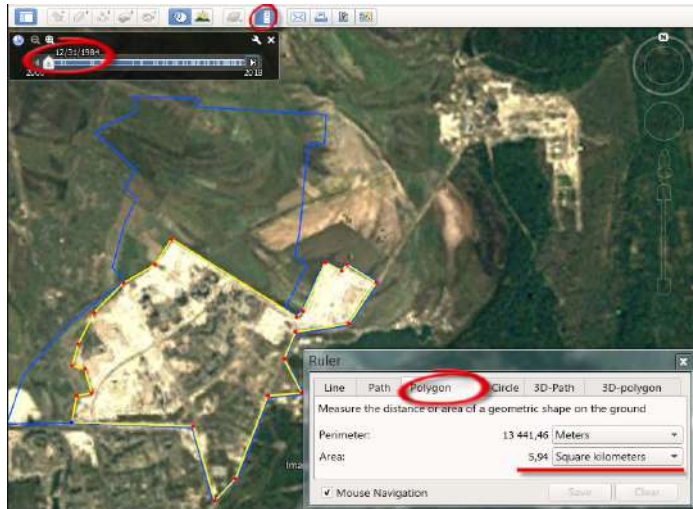 12/31/1984
2018
N
Ruler
Line Path Polygon Circle 3D-Path 3D-polygon
Measure the distance or area of a geometric shape on the ground
Perimeter: 13 441,46 Meters
Area: 5,94 Square kilometers
Mouse Navigation Save Clear